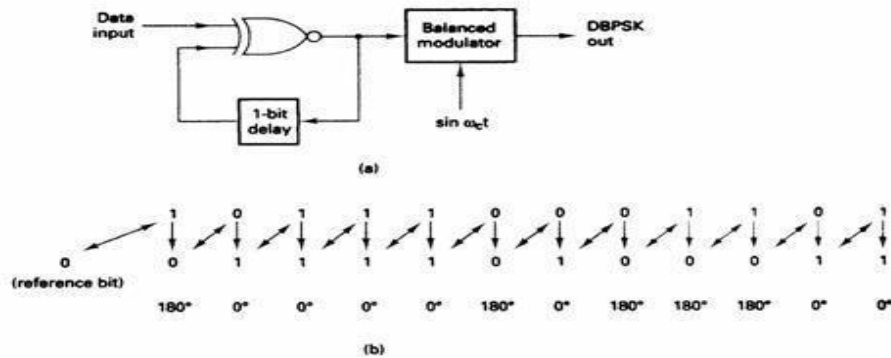 Data input
Balanced modulator
DBPSK out
1-bit delay
sin ωct
(a)
1 0 1 1 1 0 0 0 1 1 0 1
0 0 1 1 1 1 0 1 0 0 0 1 1
(reference bit)
180° 0° 0° 0° 0° 180° 0° 180° 180° 180° 0° 0°
(b)